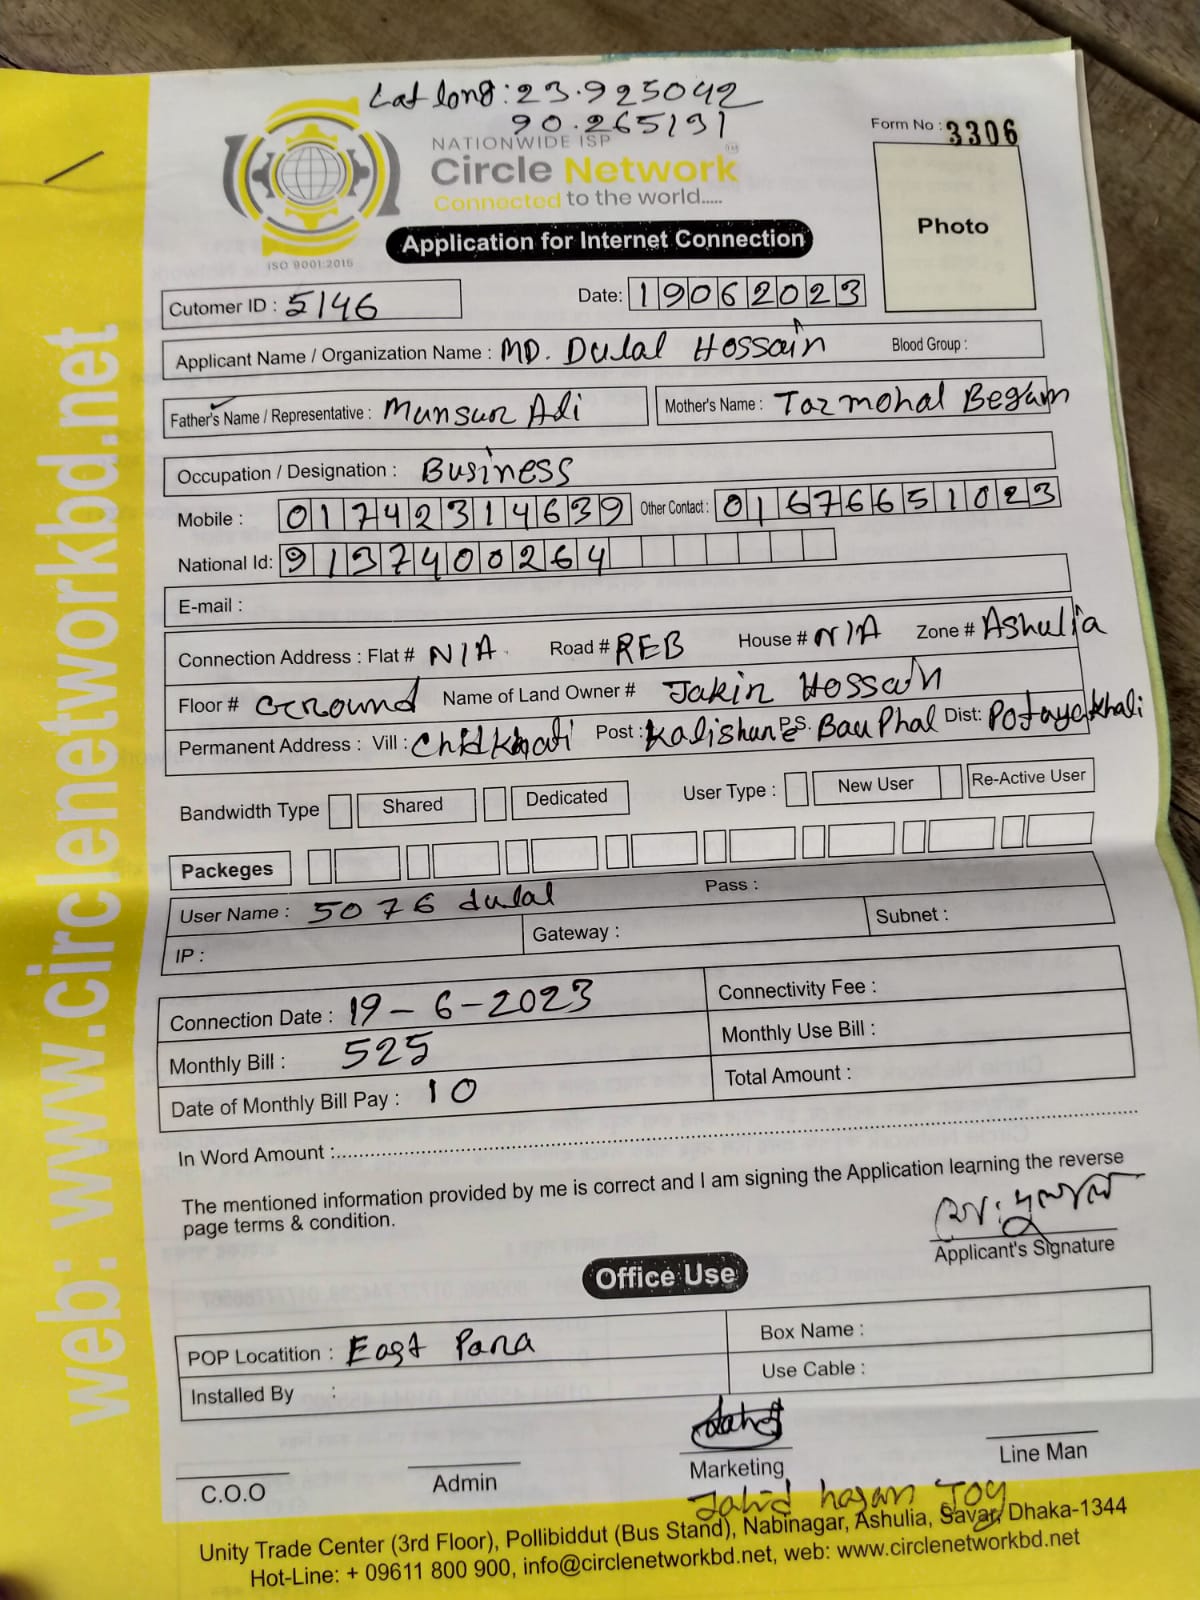 Lat long: 23.925042
90.265191
NATIONWIDE ISP
Circle Network
Connected to the world.....
ISO 9001:2015
Form No : 3306
Photo
Application for Internet Connection
Cutomer ID : 5146 Date: 19062023
Applicant Name / Organization Name : MD. Dulal Hossain Blood Group :
Father's Name / Representative : Munsur Adi Mother's Name : Tazmohal Begum
Occupation / Designation : Business
Mobile : 01742314639 Other Contact : 01676651023
National Id: 9137400264
E-mail :
Connection Address : Flat # N/A Road # REB House # N/A Zone # Ashulia
Floor # Ground Name of Land Owner # Jakir Hossain
Permanent Address : Vill : Post : P.S. BauPhal Dist: Potuyakhali
Bandwidth Type Shared Dedicated User Type : New User Re-Active User
Packeges
User Name : 5076 dulal Pass :
IP : Gateway : Subnet :
Connection Date : 19-6-2023 Connectivity Fee :
Monthly Bill : 525 Monthly Use Bill :
Date of Monthly Bill Pay : 10 Total Amount :
In Word Amount :
The mentioned information provided by me is correct and I am signing the Application learning the reverse
page terms & condition.
Applicant's Signature
Office Use
POP Locatition : East Para Box Name :
Installed By : Use Cable :
C.O.O Admin Marketing Line Man
Jahid hasan Joy
Unity Trade Center (3rd Floor), Pollibiddut (Bus Stand), Nabinagar, Ashulia, Savar, Dhaka-1344
Hot-Line: + 09611 800 900, info@circlenetworkbd.net, web: www.circlenetworkbd.net
web: www.circlenetworkbd.net